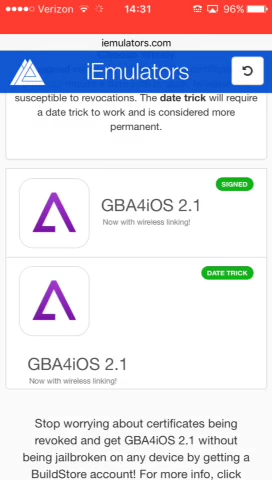 Verizon 14:31 96%
iemulators.com
iEmulators
susceptible to revocations. The date trick will require
a date trick to work and is considered more
permanent.
SIGNED
GBA4iOS 2.1
Now with wireless linking!
DATE TRICK
GBA4iOS 2.1
Now with wireless linking!
Stop worrying about certificates being
revoked and get GBA4iOS 2.1 without
being jailbroken on any device by getting a
BuildStore account! For more info, click